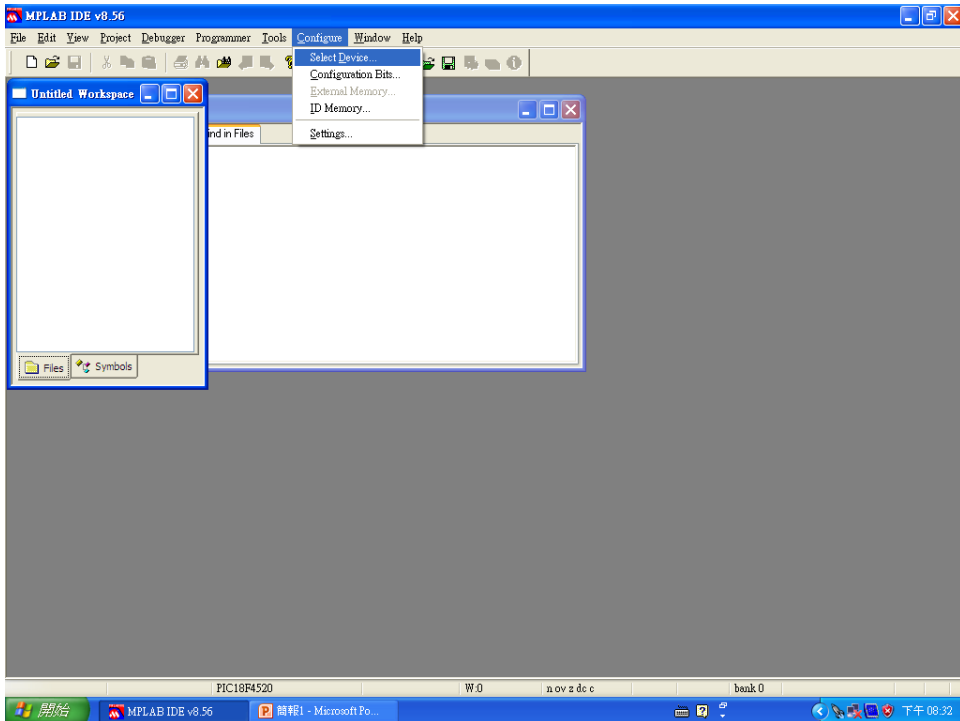 MPLAB IDE v8.56
File Edit View Project Debugger Programmer Tools Configure Window Help
Select Device...
Configuration Bits...
External Memory...
ID Memory...
Settings...
Untitled Workspace
ind in Files
Files Symbols
PIC18F4520 W:0 n ov z dc c bank 0
開始 MPLAB IDE v8.56 簡報1 - Microsoft Po... 下午 08:32